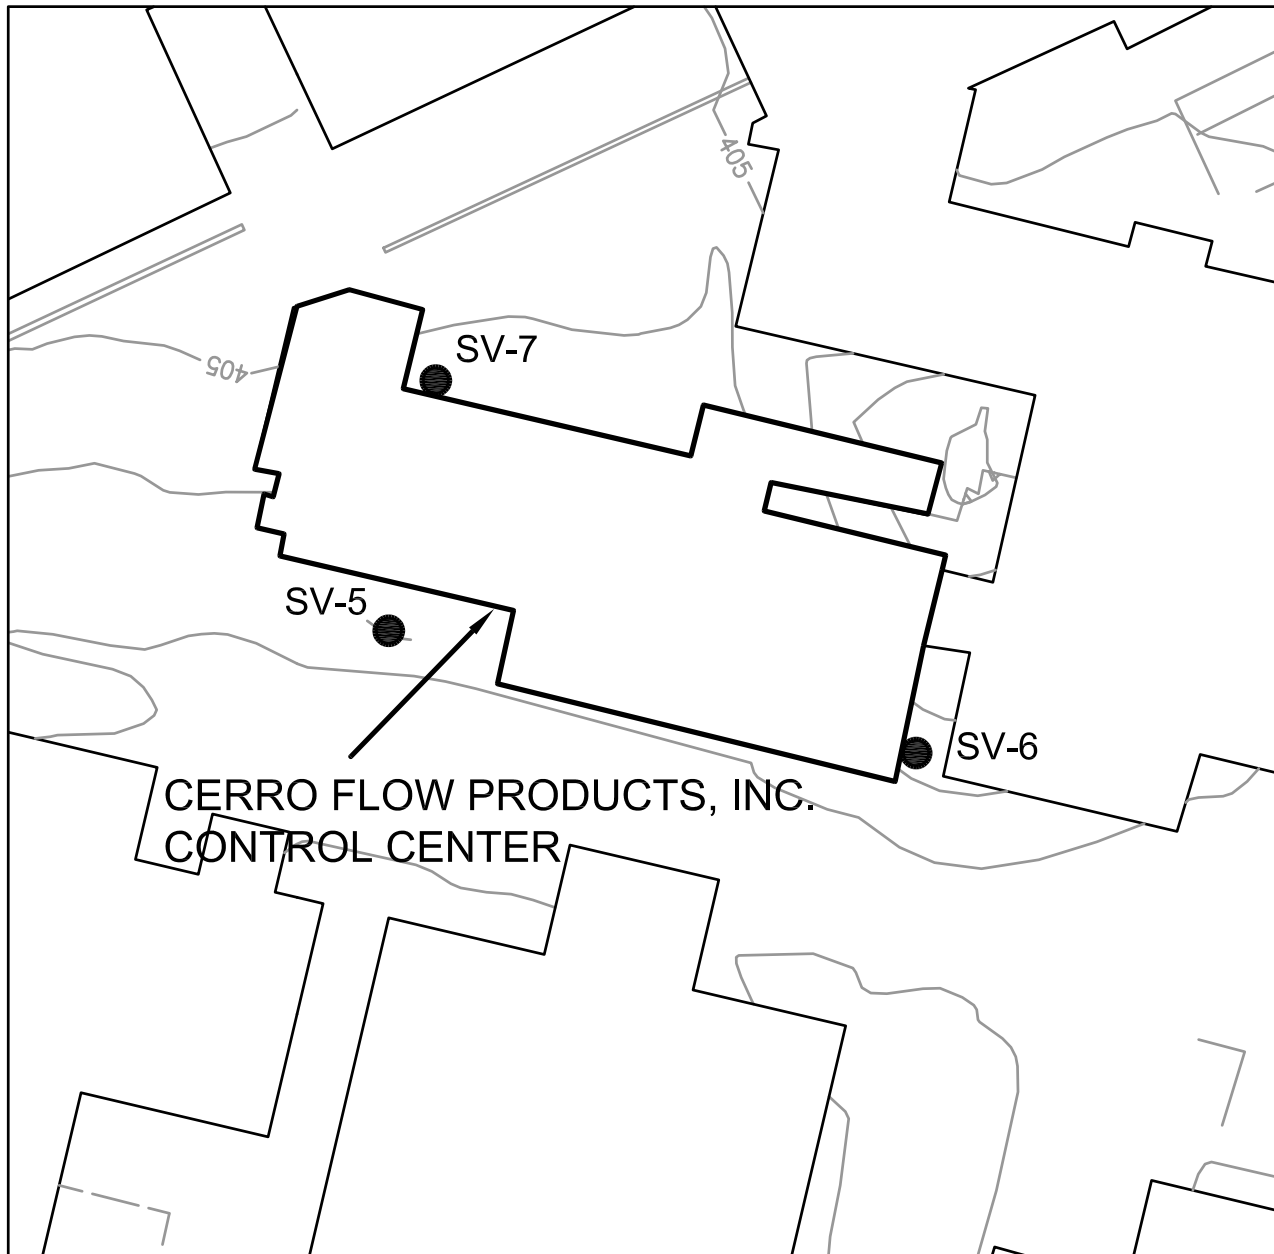 405
SV-7
405
SV-5
SV-6
CERRO FLOW PRODUCTS, INC.
CONTROL CENTER